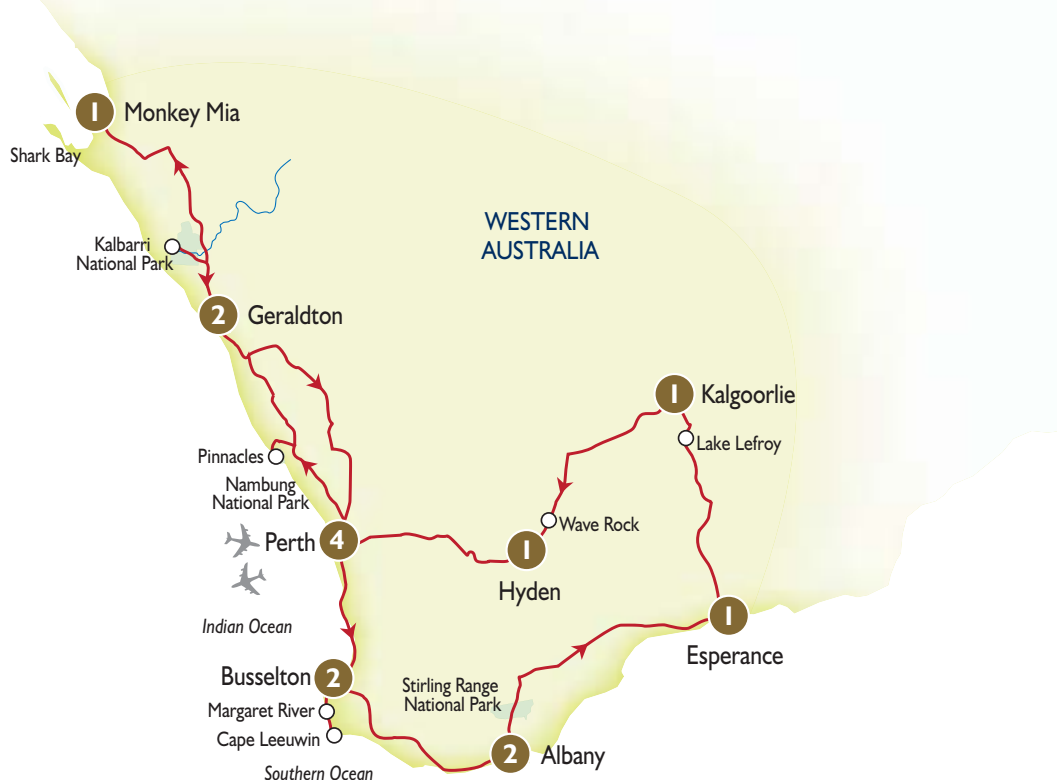 1 Monkey Mia
Shark Bay
WESTERN
AUSTRALIA
Kalbarri
National Park
2 Geraldton
1 Kalgoorlie
Lake Lefroy
Pinnacles
Nambung
National Park
Wave Rock
Perth 4
1
Hyden
Indian Ocean
1
Esperance
Busselton 2
Stirling Range
National Park
Margaret River
Cape Leeuwin
2 Albany
Southern Ocean